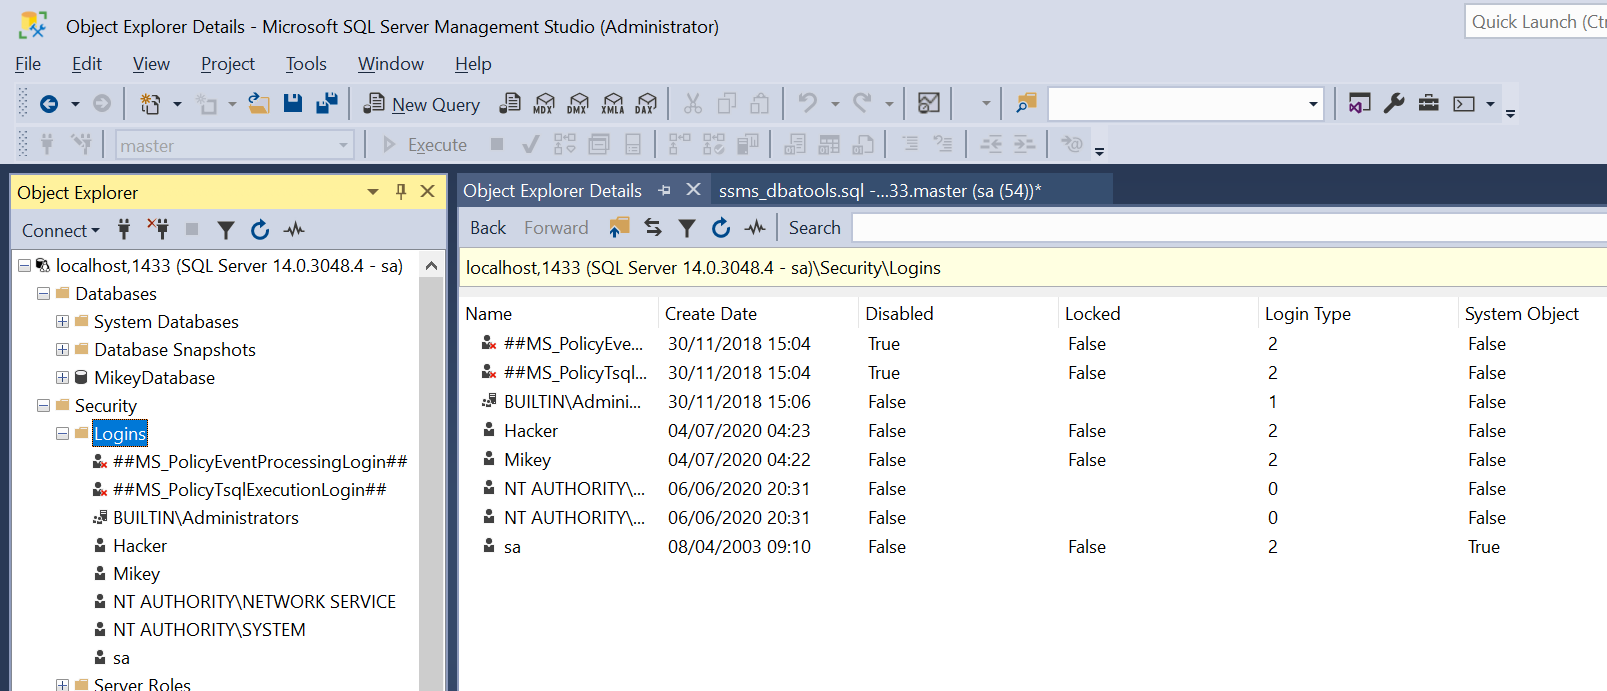 Object Explorer Details - Microsoft SQL Server Management Studio (Administrator)
Quick Launch (Ctr
File Edit View Project Tools Window Help
New Query MDX DMX XMLA DAX
master Execute
Object Explorer
Connect
localhost,1433 (SQL Server 14.0.3048.4 - sa)
Databases
System Databases
Database Snapshots
MikeyDatabase
Security
Logins
##MS_PolicyEventProcessingLogin##
##MS_PolicyTsqlExecutionLogin##
BUILTIN\Administrators
Hacker
Mikey
NT AUTHORITY\NETWORK SERVICE
NT AUTHORITY\SYSTEM
sa
Server Roles
Object Explorer Details ssms_dbatools.sql -...33.master (sa (54))*
Back Forward Search
localhost,1433 (SQL Server 14.0.3048.4 - sa)\Security\Logins
Name Create Date Disabled Locked Login Type System Object
##MS_PolicyEve... 30/11/2018 15:04 True False 2 False
##MS_PolicyTsql... 30/11/2018 15:04 True False 2 False
BUILTIN\Admini... 30/11/2018 15:06 False 1 False
Hacker 04/07/2020 04:23 False False 2 False
Mikey 04/07/2020 04:22 False False 2 False
NT AUTHORITY\... 06/06/2020 20:31 False 0 False
NT AUTHORITY\... 06/06/2020 20:31 False 0 False
sa 08/04/2003 09:10 False False 2 True